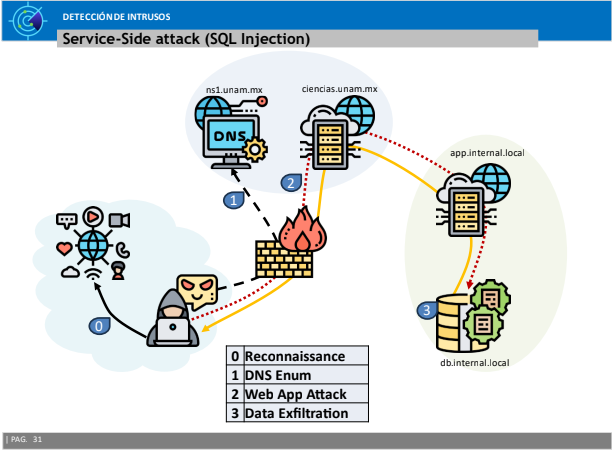 DETECCIÓN DE INTRUSOS
Service-Side attack (SQL Injection)
ns1.unam.mx
ciencias.unam.mx
DNS
app.internal.local
1
2
0
3
db.internal.local
0 Reconnaissance
1 DNS Enum
2 Web App Attack
3 Data Exfiltration
| PAG. 31